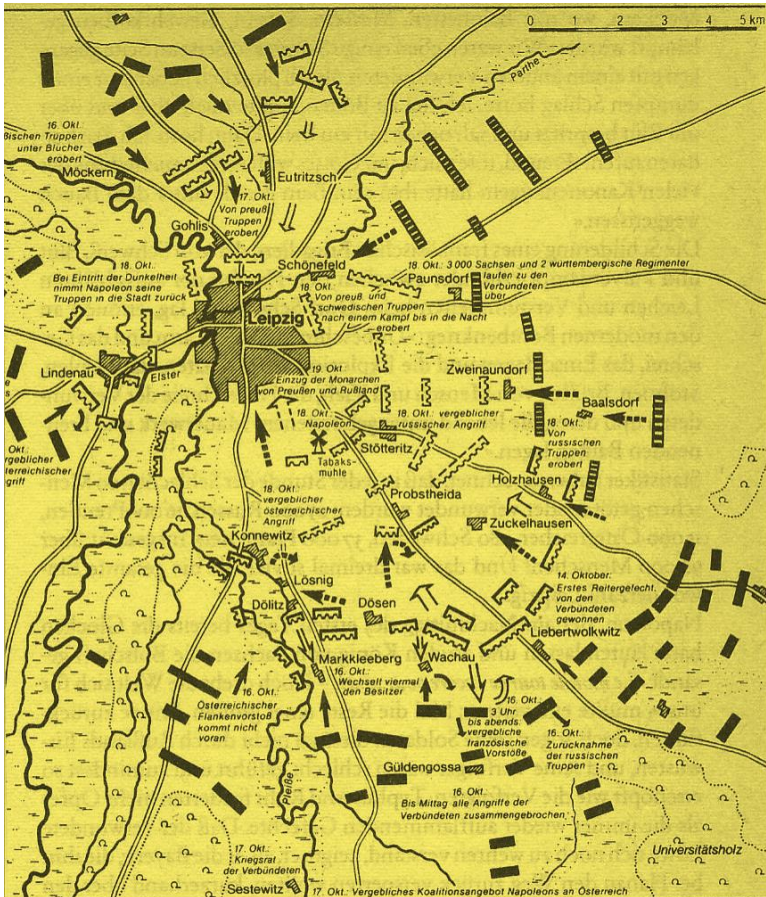 0 1 2 3 4 5 km
Parthe
16. Okt.
bischen Truppen
unter Blücher
erobert
Möckern
Eutritzsch
17. Okt.
Von preuß.
Truppen
erobert
Gohlis
18. Okt.:
Bei Eintritt der Dunkelheit
nimmt Napoleon seine
Truppen in die Stadt zurück
Schönefeld
18. Okt.: 3 000 Sachsen und 2 württembergische Regimenter
laufen zu den
Verbündeten
über
Paunsdorf
18. Okt.:
Von preuß. und
schwedischen Truppen
nach einem Kampf bis in die Nacht
erobert
Leipzig
Lindenau
Elster
19. Okt.:
Einzug der Monarchen
von Preußen und Rußland
Zweinaundorf
Baalsdorf
18. Okt.:
Napoleon
18. Okt.: vergeblicher
russischer Angriff
18. Okt.:
Von
russischen
Truppen
erobert
Okt.:
vergeblicher
terreichischer
griff
Stötteritz
Tabaks-
mühle
Holzhausen
Probstheida
18. Okt.:
vergeblicher
österreichischer
Angriff
Zuckelhausen
Konnewitz
Lösnig
14. Oktober:
Erstes Reitergefecht,
von den
Verbündeten
gewonnen
Dölitz
Dösen
Liebertwolkwitz
Markkleeberg
Wachau
16. Okt.:
Wechselt viermal
den Besitzer
16. Okt.:
Österreichischer
Flankenvorstoß
kommt nicht
voran
16. Okt.:
3 Uhr
bis abends:
vergebliche
französische
Vorstöße
16. Okt.:
Zurücknahme
der russischen
Truppen
Güldengossa
16. Okt.:
Bis Mittag alle Angriffe der
Verbündeten zusammengebrochen
Pleiße
Universitätsholz
17. Okt.:
Kriegsrat
der Verbündeten
Sestewitz
17. Okt.: Vergebliches Koalitionsangebot Napoleons an Österreich